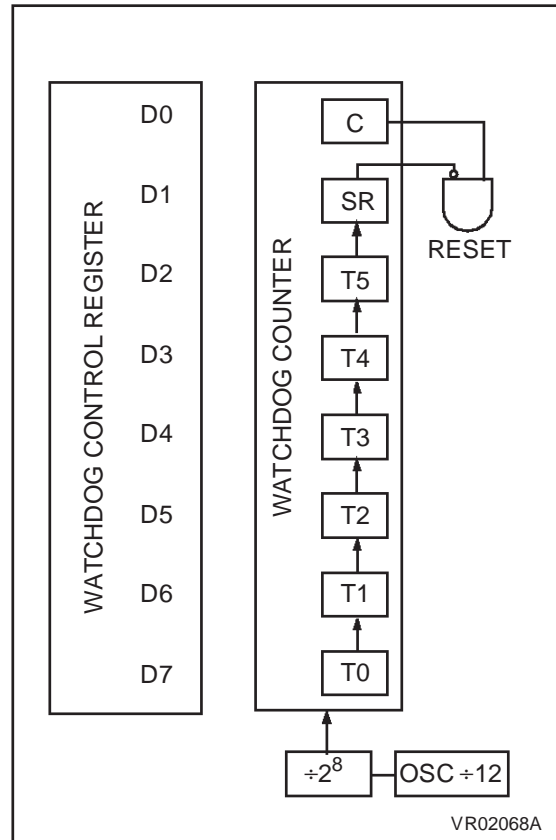 WATCHDOG CONTROL REGISTER
D0
D1
D2
D3
D4
D5
D6
D7
WATCHDOG COUNTER
C
SR
T5
T4
T3
T2
T1
T0
RESET
÷2⁸
OSC ÷12
VR02068A